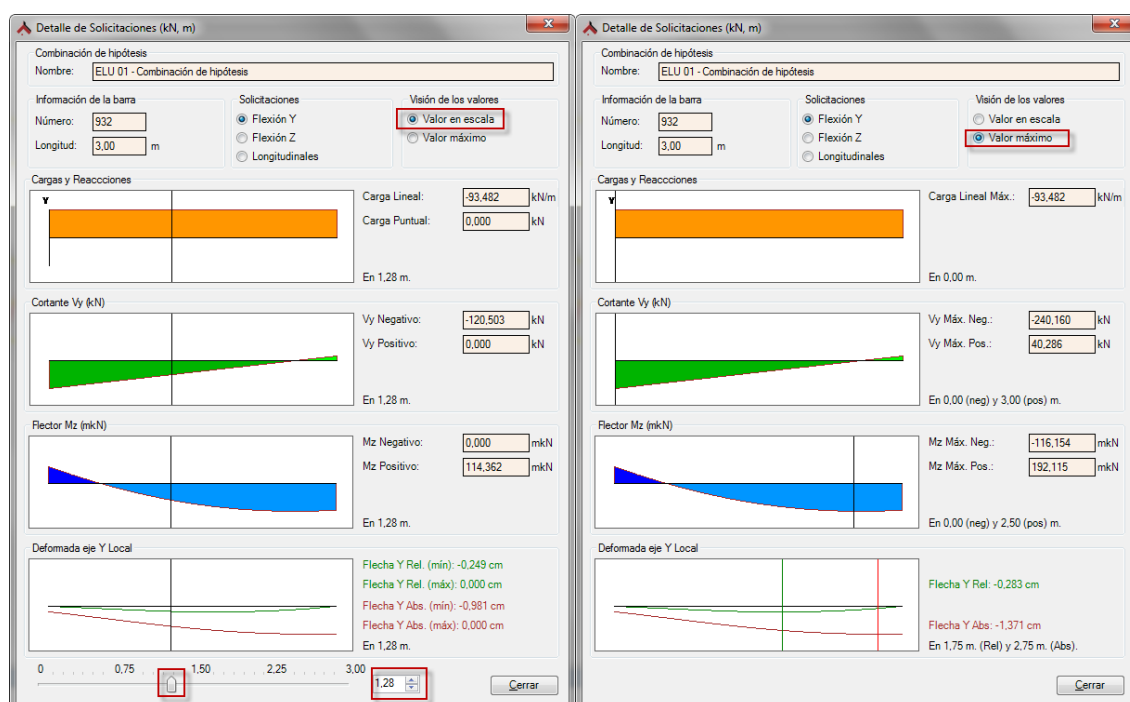 Detalle de Solicitaciones (kN, m)
Combinación de hipótesis
Nombre: ELU 01 - Combinación de hipótesis
Información de la barra
Número: 932
Longitud: 3,00 m
Solicitaciones
Flexión Y
Flexión Z
Longitudinales
Visión de los valores
Valor en escala
Valor máximo
Cargas y Reaccciones
Y
Carga Lineal: -93,482 kN/m
Carga Puntual: 0,000 kN
En 1,28 m.
Cortante Vy (kN)
Vy Negativo: -120,503 kN
Vy Positivo: 0,000 kN
En 1,28 m.
Flector Mz (mkN)
Mz Negativo: 0,000 mkN
Mz Positivo: 114,362 mkN
En 1,28 m.
Deformada eje Y Local
Flecha Y Rel. (mín): -0,249 cm
Flecha Y Rel. (máx): 0,000 cm
Flecha Y Abs. (mín): -0,981 cm
Flecha Y Abs. (máx): 0,000 cm
En 1,28 m.
0 0,75 1,50 2,25 3,00
1,28
Cerrar
Detalle de Solicitaciones (kN, m)
Combinación de hipótesis
Nombre: ELU 01 - Combinación de hipótesis
Información de la barra
Número: 932
Longitud: 3,00 m
Solicitaciones
Flexión Y
Flexión Z
Longitudinales
Visión de los valores
Valor en escala
Valor máximo
Cargas y Reaccciones
Y
Carga Lineal Máx.: -93,482 kN/m
En 0,00 m.
Cortante Vy (kN)
Vy Máx. Neg.: -240,160 kN
Vy Máx. Pos.: 40,286 kN
En 0,00 (neg) y 3,00 (pos) m.
Flector Mz (mkN)
Mz Máx. Neg.: -116,154 mkN
Mz Máx. Pos.: 192,115 mkN
En 0,00 (neg) y 2,50 (pos) m.
Deformada eje Y Local
Flecha Y Rel: -0,283 cm
Flecha Y Abs: -1,371 cm
En 1,75 m. (Rel) y 2,75 m. (Abs).
Cerrar